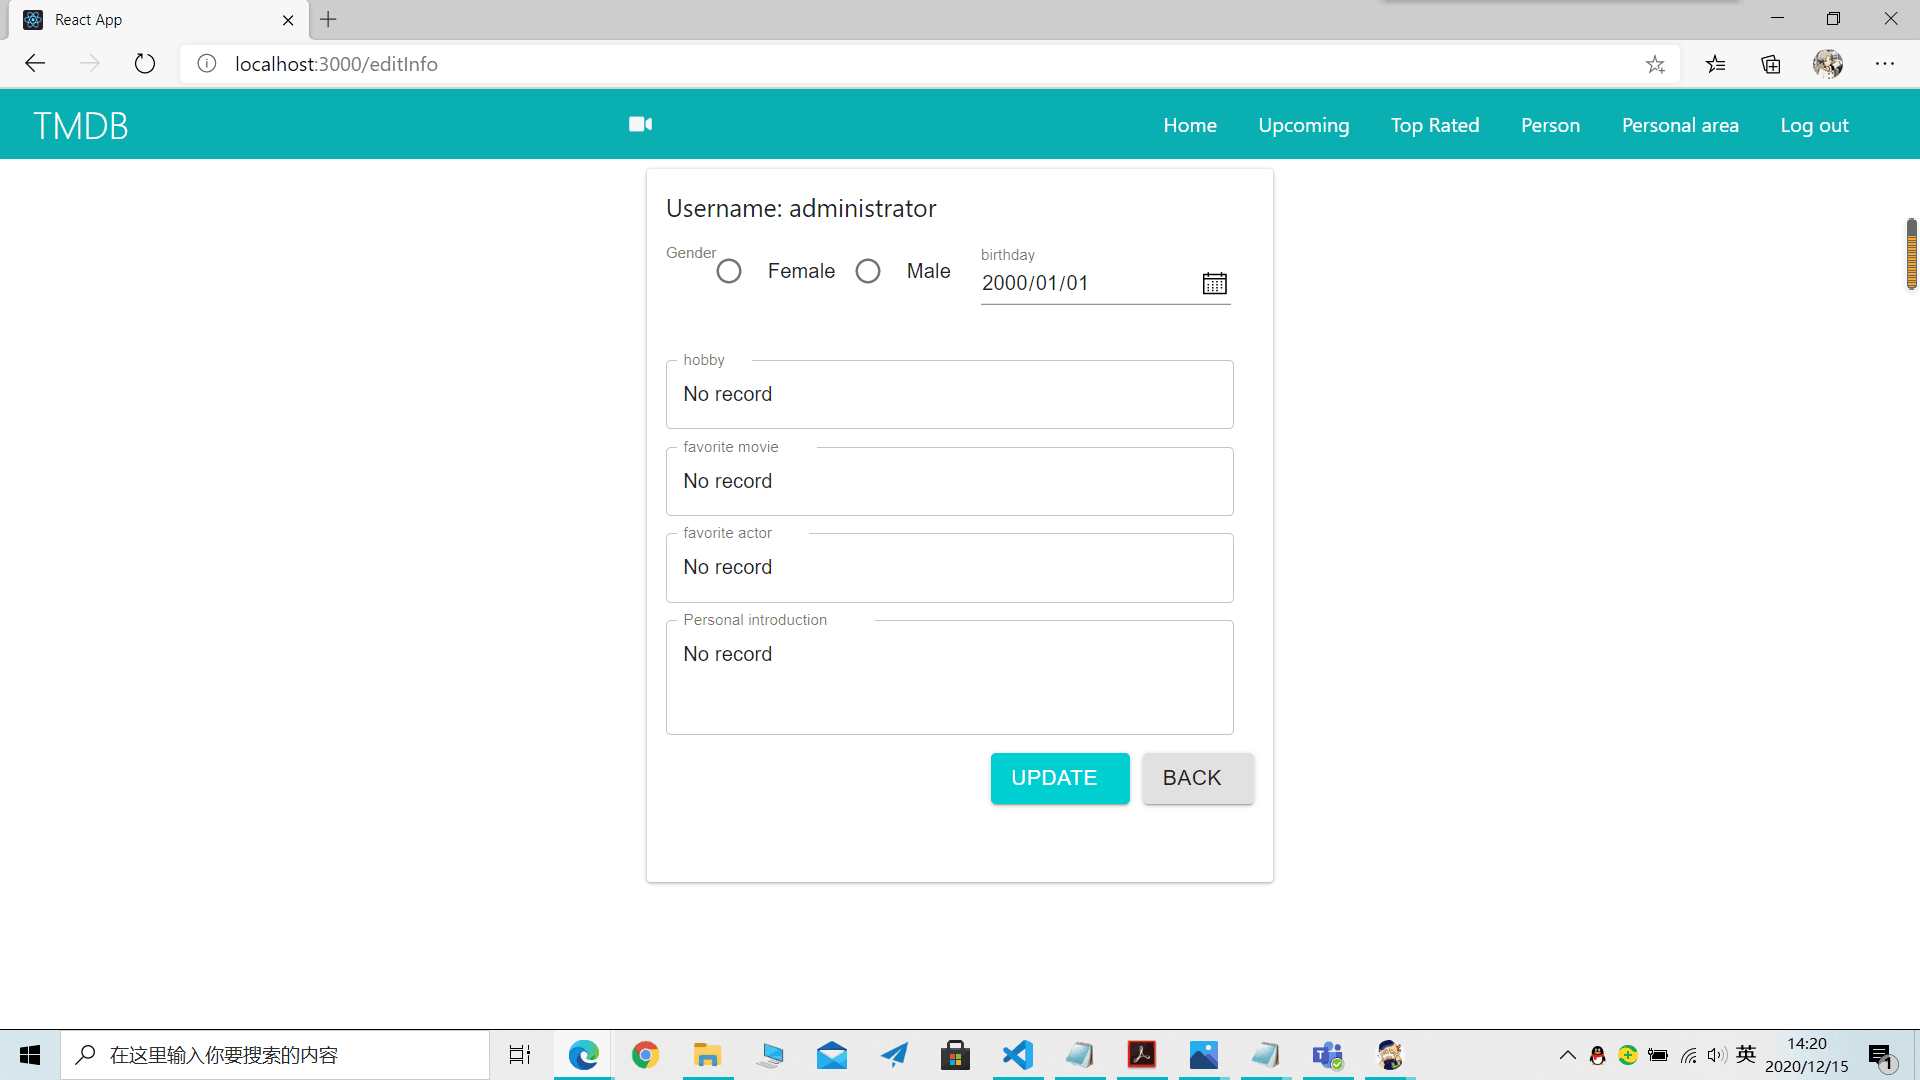 React App
localhost:3000/editInfo
TMDB
Home Upcoming Top Rated Person Personal area Log out
Username: administrator
Gender Female Male
birthday
2000/01/01
hobby
No record
favorite movie
No record
favorite actor
No record
Personal introduction
No record
UPDATE BACK
在这里输入你要搜索的内容
英
14:20
2020/12/15
1